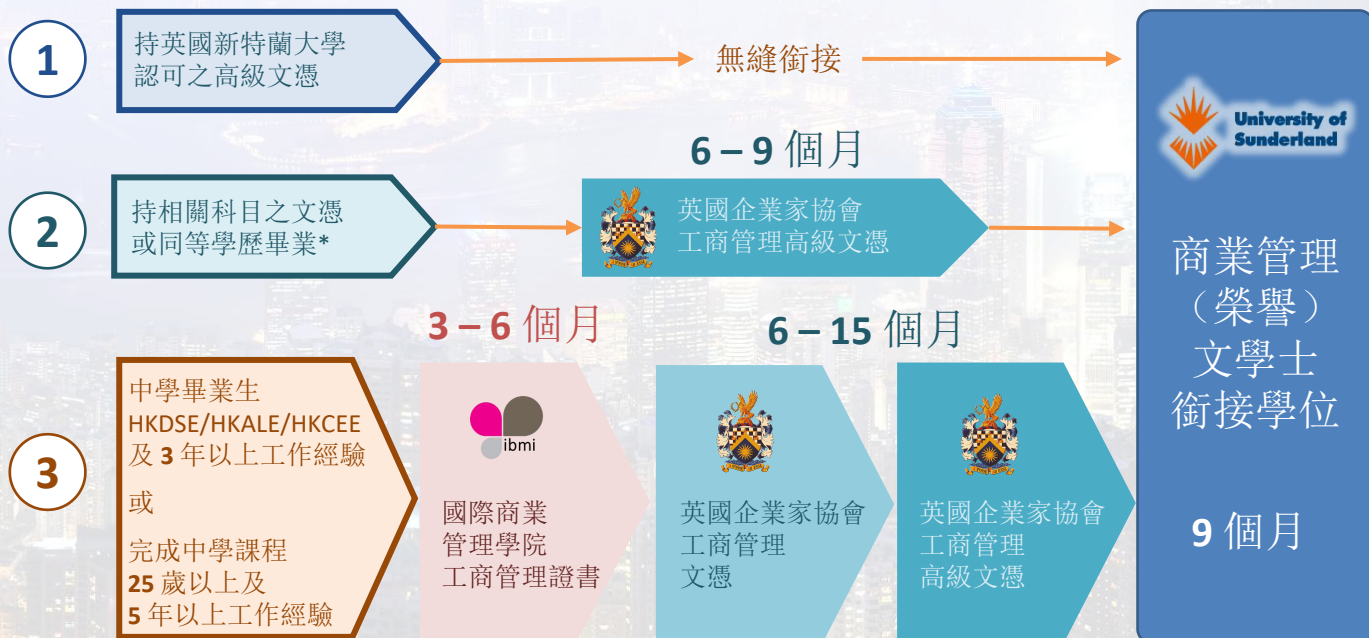 1
持英國新特蘭大學
認可之高級文憑
無縫銜接
University of
Sunderland
6 – 9 個月
2
持相關科目之文憑
或同等學歷畢業*
英國企業家協會
工商管理高級文憑
3 – 6 個月
6 – 15 個月
3
中學畢業生
HKDSE/HKALE/HKCEE
及 3 年以上工作經驗
或
完成中學課程
25 歲以上及
5 年以上工作經驗
ibmi
國際商業
管理學院
工商管理證書
英國企業家協會
工商管理
文憑
英國企業家協會
工商管理
高級文憑
商業管理
（榮譽）
文學士
銜接學位
9 個月